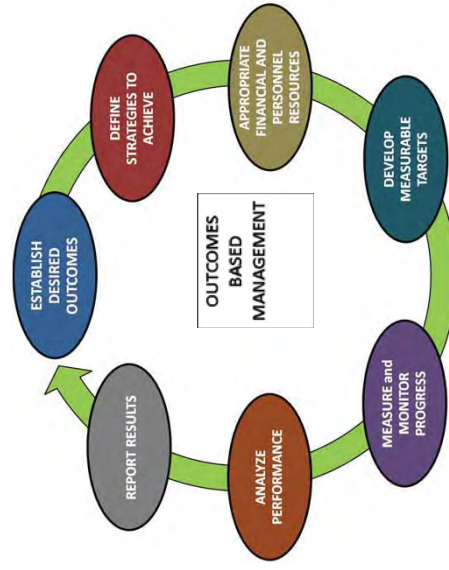 ESTABLISH
DESIRED
OUTCOMES
DEFINE
STRATEGIES TO
ACHIEVE
APPROPRIATE
FINANCIAL AND
PERSONNEL
RESOURCES
DEVELOP
MEASURABLE
TARGETS
MEASURE and
MONITOR
PROGRESS
ANALYZE
PERFORMANCE
REPORT RESULTS
OUTCOMES
BASED
MANAGEMENT